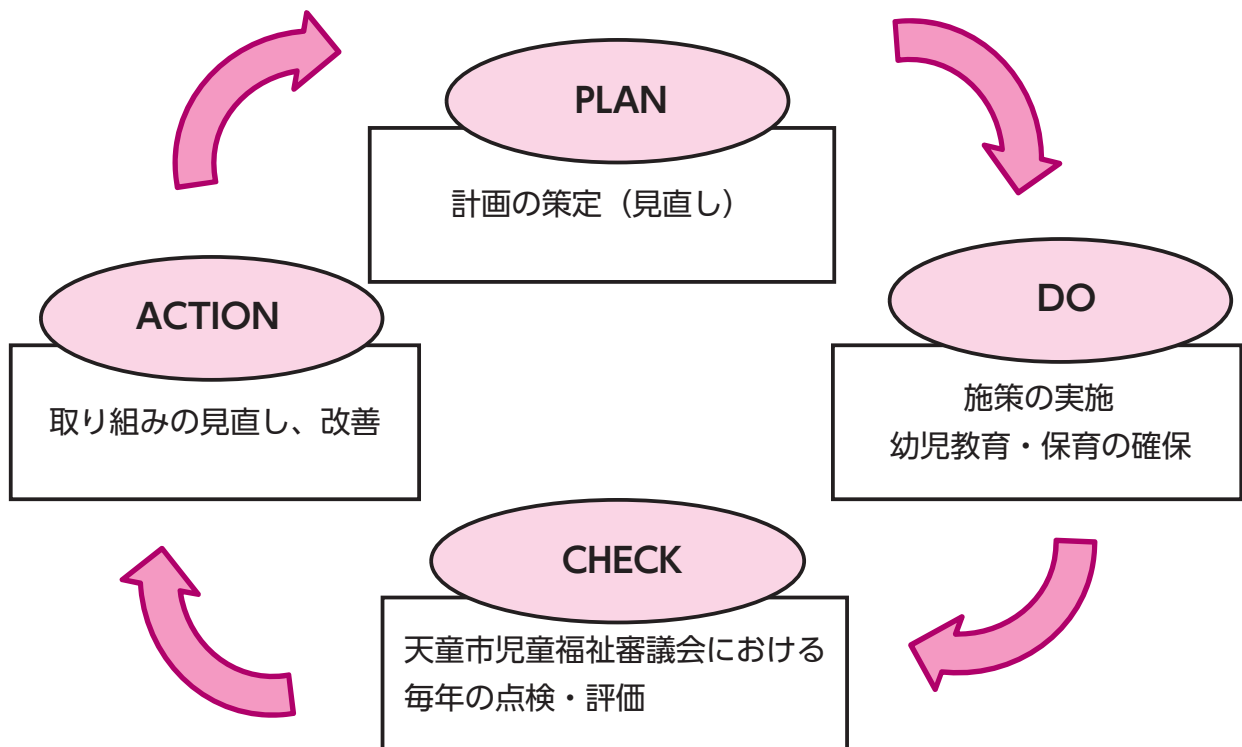 PLAN
計画の策定（見直し）
DO
施策の実施
幼児教育・保育の確保
CHECK
天童市児童福祉審議会における
毎年の点検・評価
ACTION
取り組みの見直し、改善